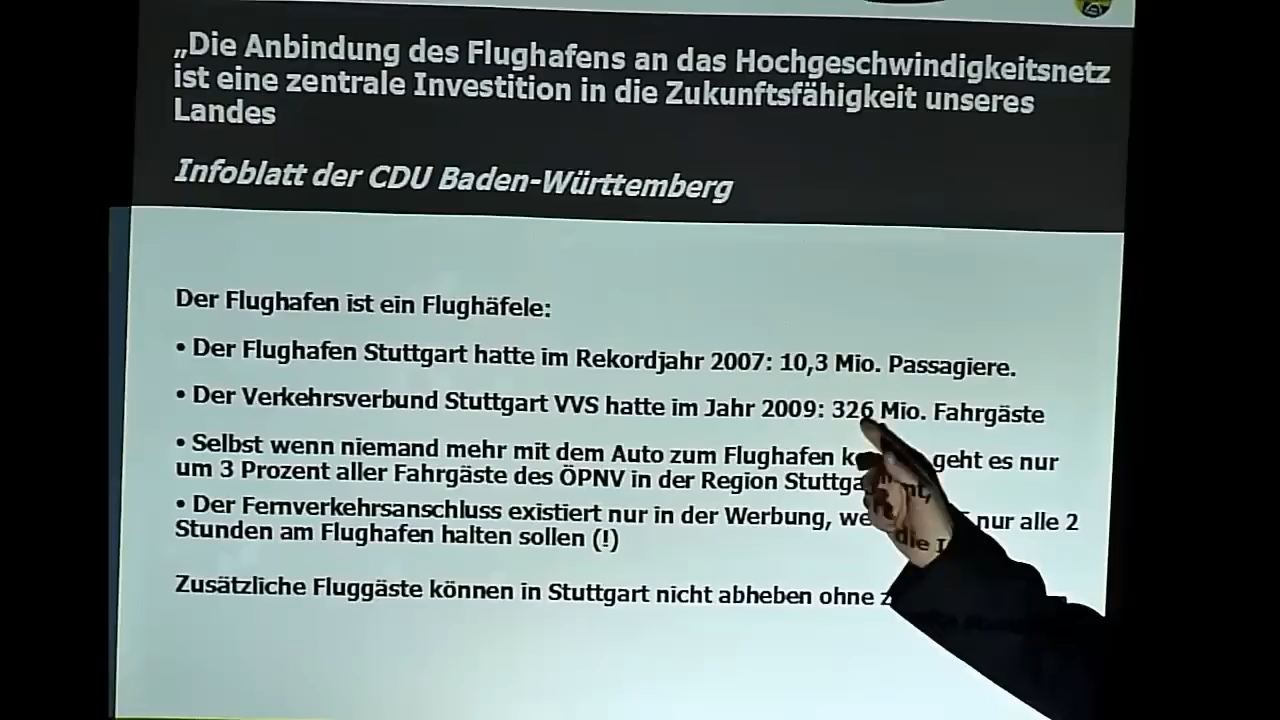 „Die Anbindung des Flughafens an das Hochgeschwindigkeitsnetz
ist eine zentrale Investition in die Zukunftsfähigkeit unseres
Landes
Infoblatt der CDU Baden-Württemberg
Der Flughafen ist ein Flughäfele:
• Der Flughafen Stuttgart hatte im Rekordjahr 2007: 10,3 Mio. Passagiere.
• Der Verkehrsverbund Stuttgart VVS hatte im Jahr 2009: 326 Mio. Fahrgäste
• Selbst wenn niemand mehr mit dem Auto zum Flughafen geht es nur
um 3 Prozent aller Fahrgäste des ÖPNV in der Region
• Der Fernverkehrsanschluss existiert nur in der Werbung, die nur alle 2
Stunden am Flughafen halten sollen (!)
Zusätzliche Fluggäste können in Stuttgart nicht abheben ohne